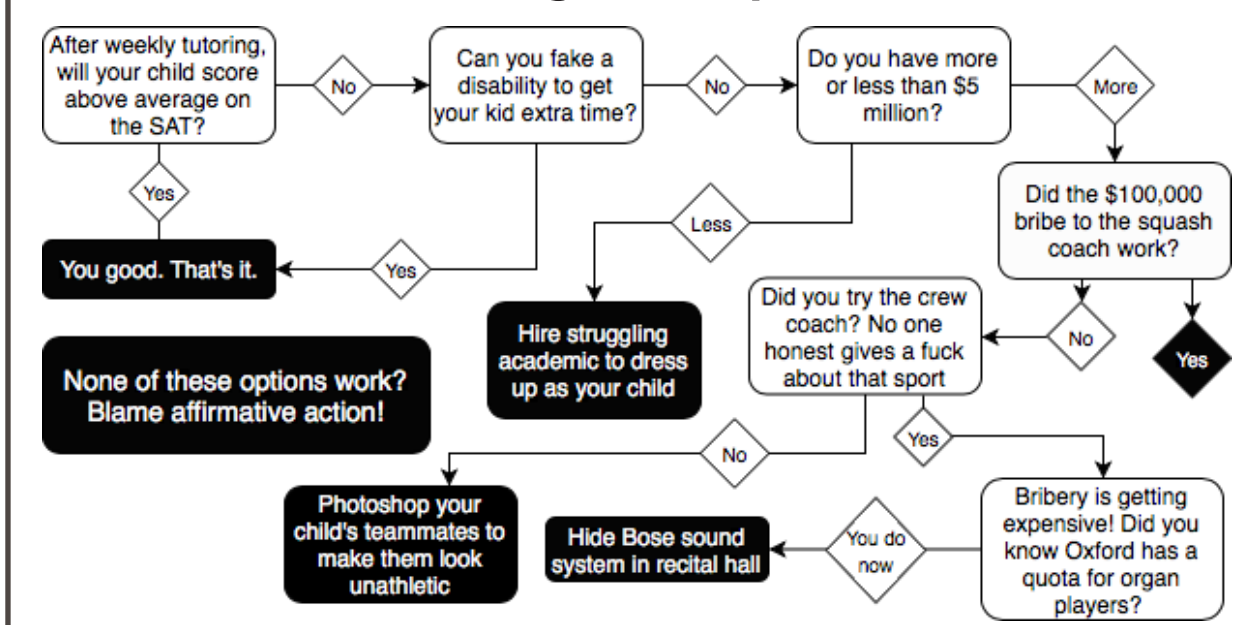 After weekly tutoring,
will your child score
above average on
the SAT?
No
Can you fake a
disability to get
your kid extra time?
No
Do you have more
or less than $5
million?
More
Yes
Did the $100,000
bribe to the squash
coach work?
Less
You good. That's it.
Yes
Did you try the crew
coach? No one
honest gives a fuck
about that sport
No
Yes
Hire struggling
academic to dress
up as your child
None of these options work?
Blame affirmative action!
No
Yes
Photoshop your
child's teammates to
make them look
unathletic
Hide Bose sound
system in recital hall
You do
now
Bribery is getting
expensive! Did you
know Oxford has a
quota for organ
players?